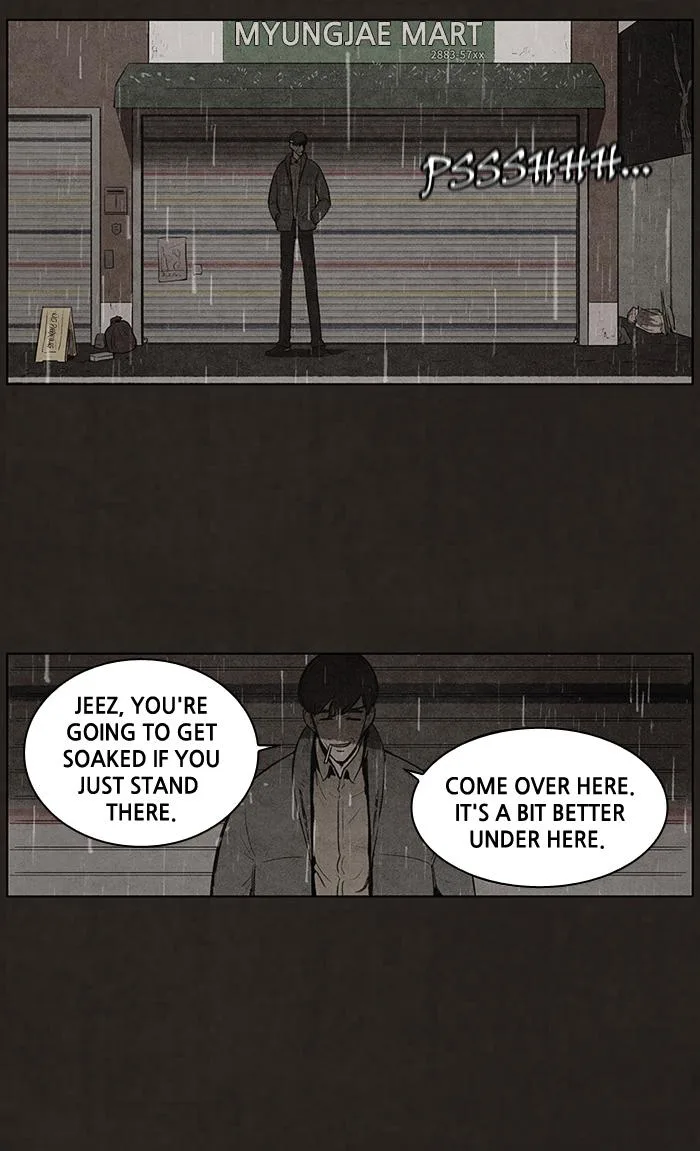 MYUNGJAE MART
2883-57xx
PSSSHHH...
JEEZ, YOU'RE
GOING TO GET
SOAKED IF YOU
JUST STAND
THERE.
COME OVER HERE.
IT'S A BIT BETTER
UNDER HERE.